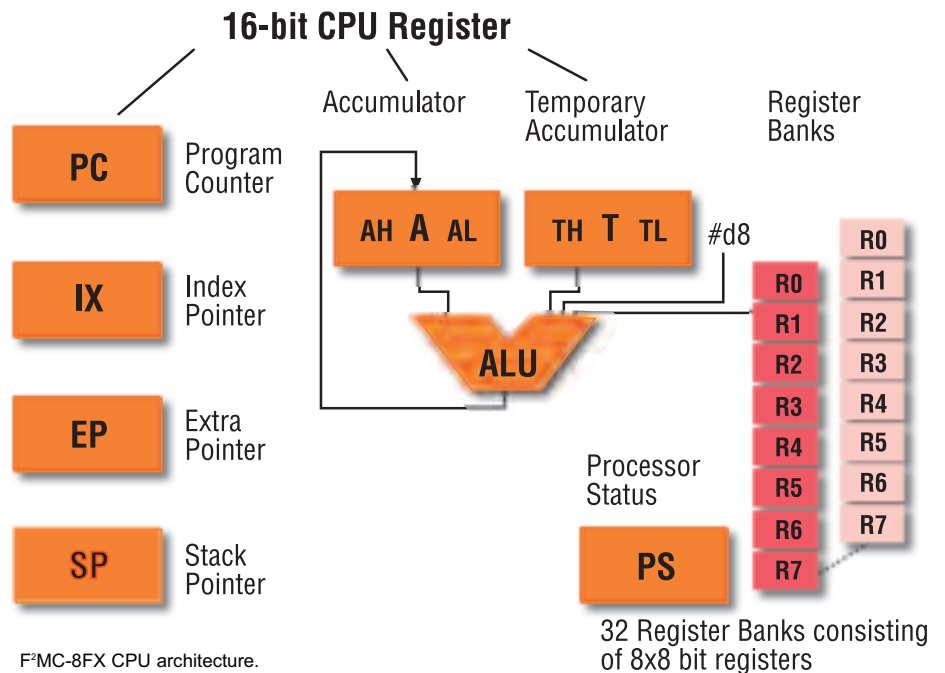 16-bit CPU Register
Accumulator
Temporary
Accumulator
Register
Banks
PC
Program
Counter
AH A AL
TH T TL
#d8
IX
Index
Pointer
ALU
EP
Extra
Pointer
SP
Stack
Pointer
Processor
Status
PS
R0
R1
R2
R3
R4
R5
R6
R7
R0
R1
R2
R3
R4
R5
R6
R7
32 Register Banks consisting
of 8x8 bit registers
F²MC-8FX CPU architecture.